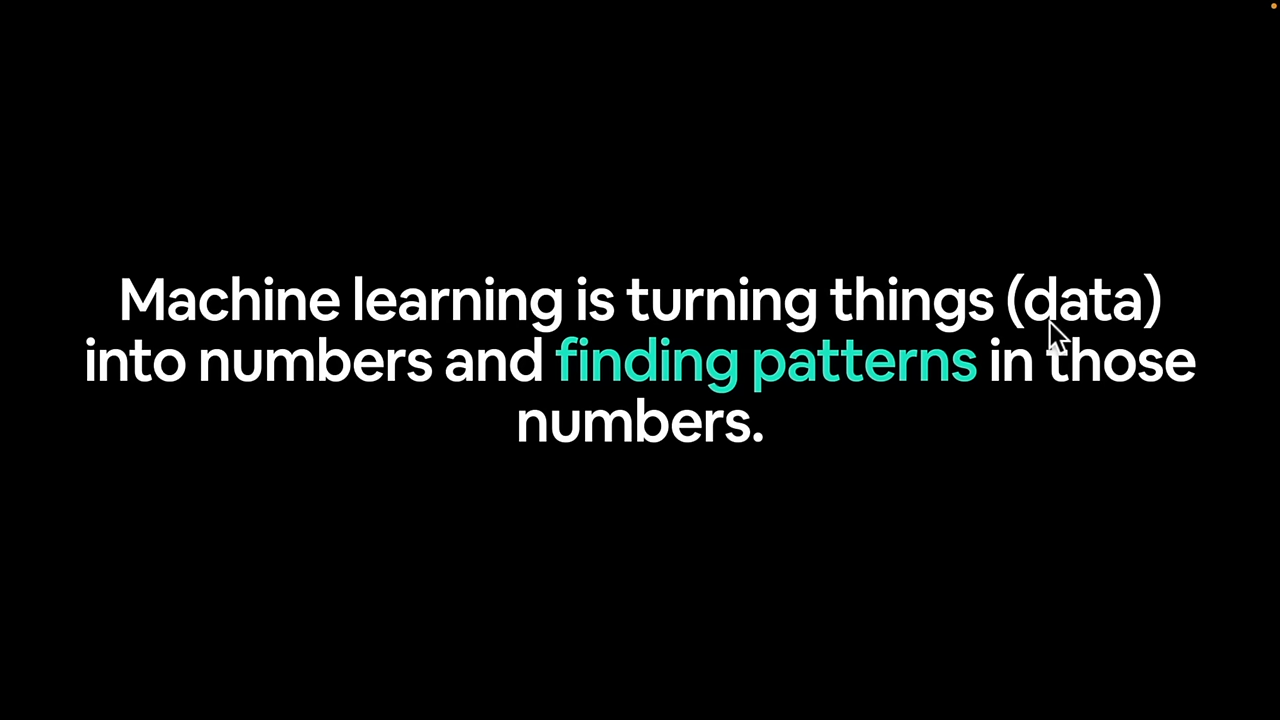 Machine learning is turning things (data)
into numbers and finding patterns in those
numbers.